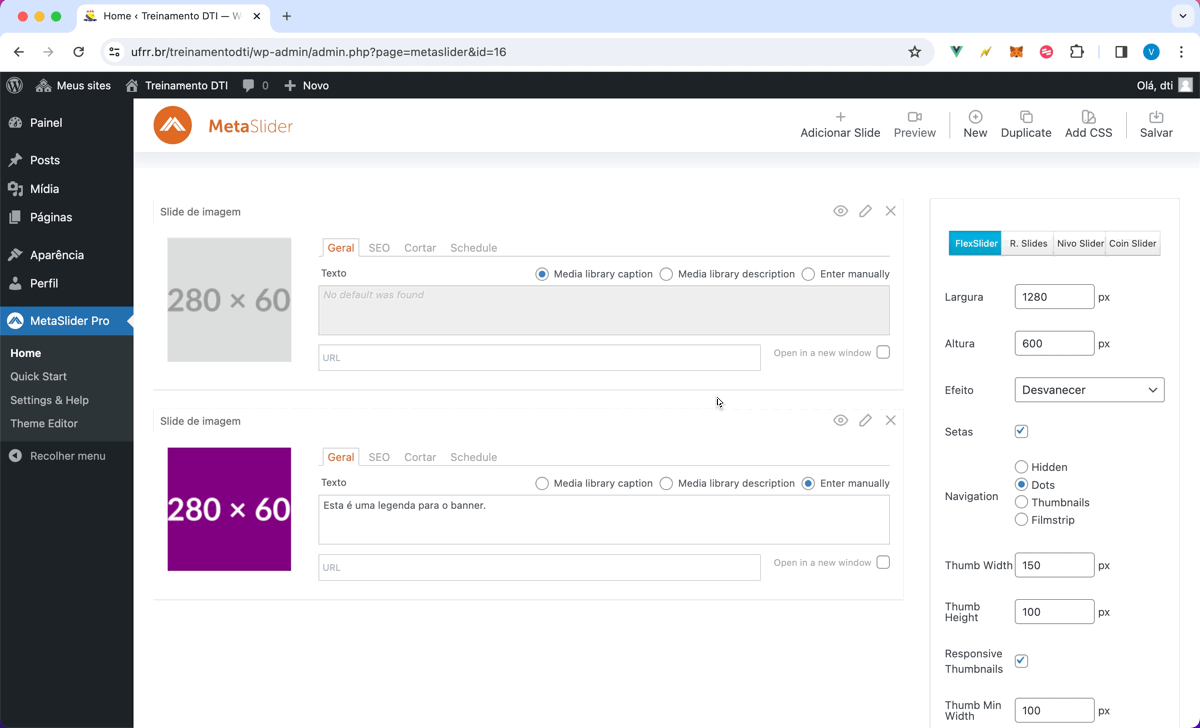 Home ‹ Treinamento DTI — W
ufrr.br/treinamentodti/wp-admin/admin.php?page=metaslider&id=16
V
Meus sites
Treinamento DTI
0
Novo
Olá, dti
Painel
Posts
Mídia
Páginas
Aparência
Perfil
MetaSlider Pro
Home
Quick Start
Settings & Help
Theme Editor
Recolher menu
MetaSlider
Adicionar Slide
Preview
New
Duplicate
Add CSS
Salvar
Slide de imagem
280 × 60
Geral SEO Cortar Schedule
Texto
Media library caption Media library description Enter manually
No default was found
URL
Open in a new window
Slide de imagem
280 × 60
Geral SEO Cortar Schedule
Texto
Media library caption Media library description Enter manually
Esta é uma legenda para o banner.
URL
Open in a new window
FlexSlider R. Slides Nivo Slider Coin Slider
Largura 1280 px
Altura 600 px
Efeito Desvanecer
Setas
Navigation
Hidden
Dots
Thumbnails
Filmstrip
Thumb Width 150 px
Thumb
Height
100 px
Responsive
Thumbnails
Thumb Min
Width
100 px